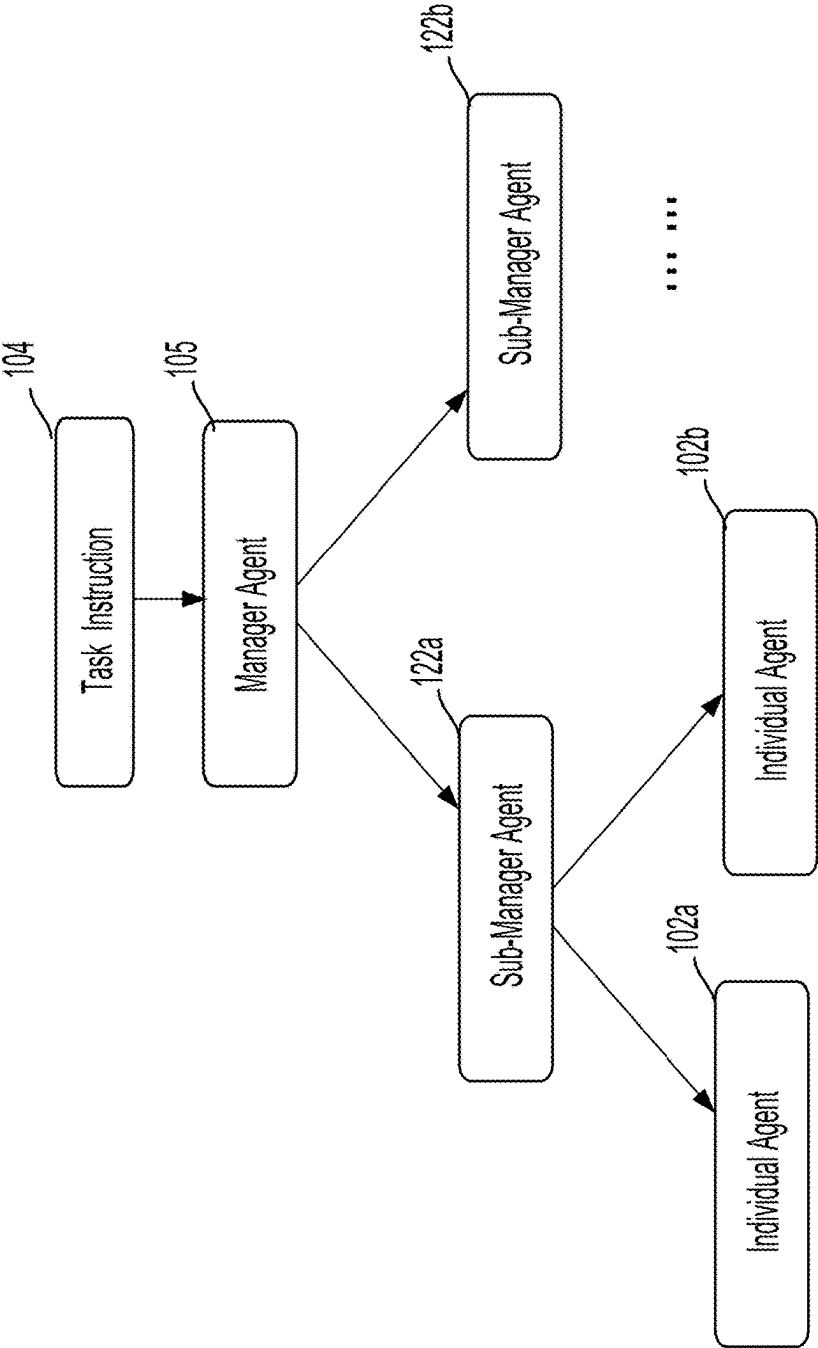 104
Task Instruction
105
Manager Agent
122a
Sub-Manager Agent
122b
Sub-Manager Agent
102a
Individual Agent
102b
Individual Agent
... ...